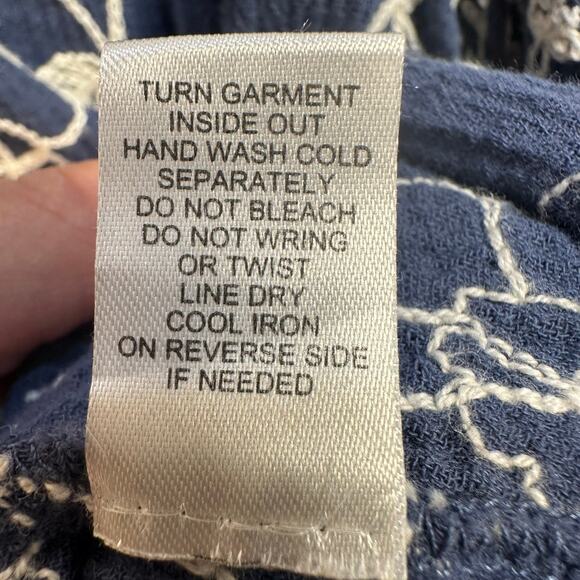 TURN GARMENT
INSIDE OUT
HAND WASH COLD
SEPARATELY
DO NOT BLEACH
DO NOT WRING
OR TWIST
LINE DRY
COOL IRON
ON REVERSE SIDE
IF NEEDED